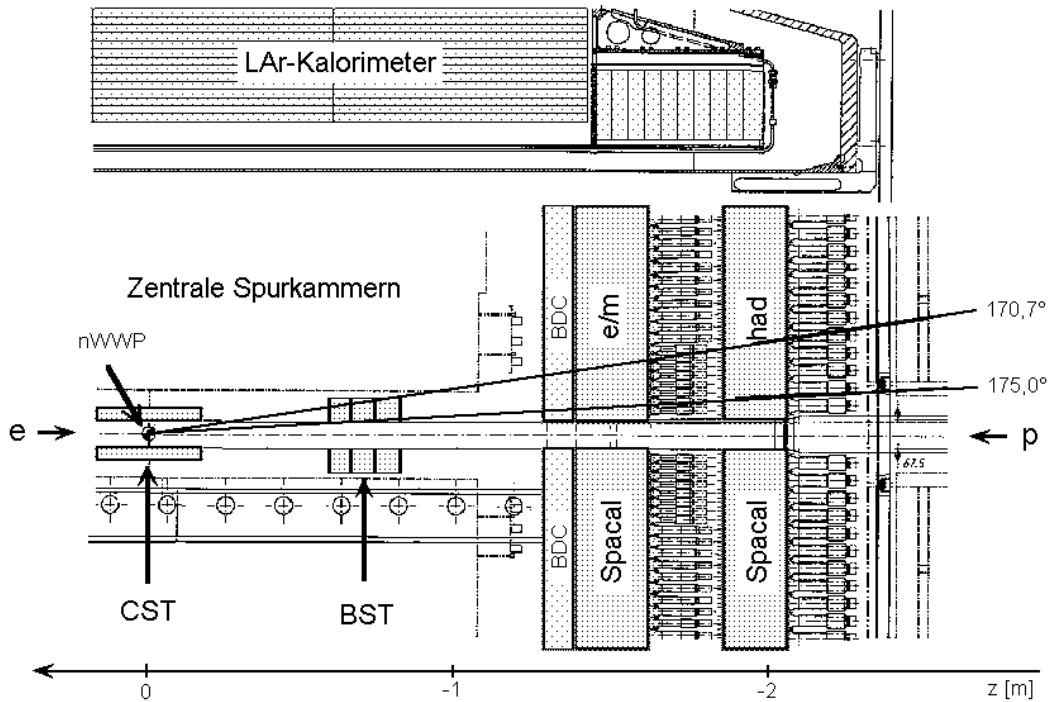 LAr-Kalorimeter
Zentrale Spurkammern
nWWP
BDC
e/m
had
170,7°
175,0°
e
p
67.5
BDC
Spacal
Spacal
CST
BST
0
-1
-2
z [m]